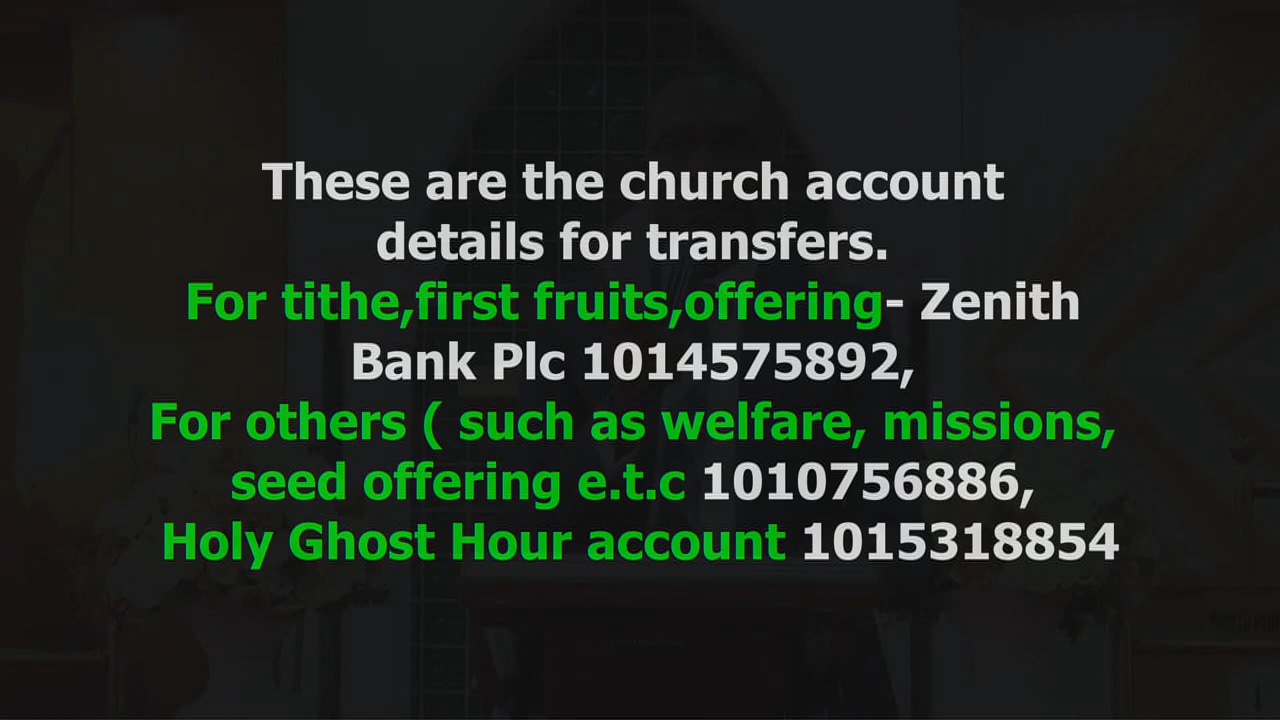 These are the church account
details for transfers.
For tithe,first fruits,offering- Zenith
Bank Plc 1014575892,
For others ( such as welfare, missions,
seed offering e.t.c 1010756886,
Holy Ghost Hour account 1015318854